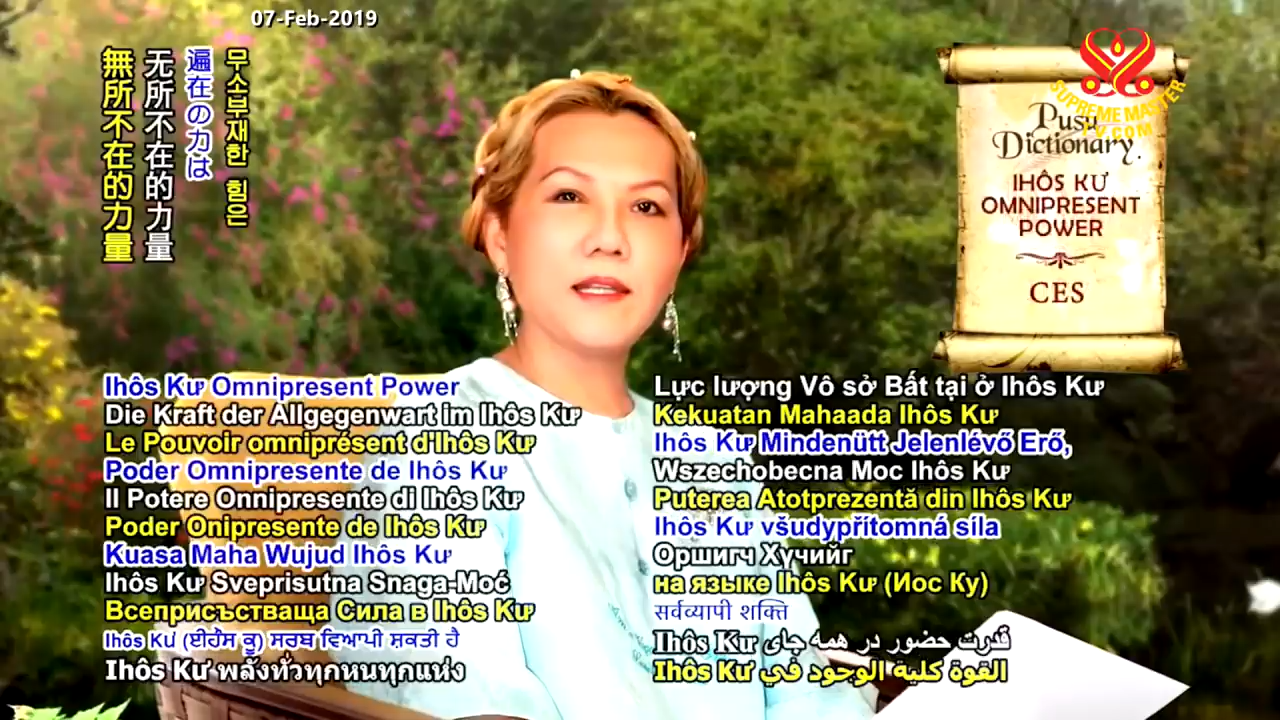 07-Feb-2019
무소부재한 힘은
遍在の力は
无所不在的力量
無所不在的力量
SUPREME MASTER
TV.COM
Pusu
Dictionary.
IHÔS KƯ
OMNIPRESENT
POWER
CES
Ihôs Kư Omnipresent Power
Die Kraft der Allgegenwart im Ihôs Kư
Le Pouvoir omniprésent d'Ihôs Kư
Poder Omnipresente de Ihôs Kư
Il Potere Onnipresente di Ihôs Kư
Poder Onipresente de Ihôs Kư
Kuasa Maha Wujud Ihôs Kư
Ihôs Kư Sveprisutna Snaga-Moć
Всеприсъстваща Сила в Ihôs Kư
Ihôs Kư (ਈਹੌਸ ਕੂ) ਸਰਬ ਵਿਆਪੀ ਸ਼ਕਤੀ ਹੈ
Ihôs Kư พลังทั่วทุกหนทุกแห่ง
Lực lượng Vô sở Bất tại ở Ihôs Kư
Kekuatan Mahaada Ihôs Kư
Ihôs Kư Mindenütt Jelenlévő Erő,
Wszechobecna Moc Ihôs Kư
Puterea Atotprezentă din Ihôs Kư
Ihôs Kư všudypřítomná síla
Оршигч Хүчийг
на языке Ihôs Kư (Иос Ку)
सर्वव्यापी शक्ति
قدرت حضور در همه جای Ihôs Kư
القوة كلية الوجود في Ihôs Kư